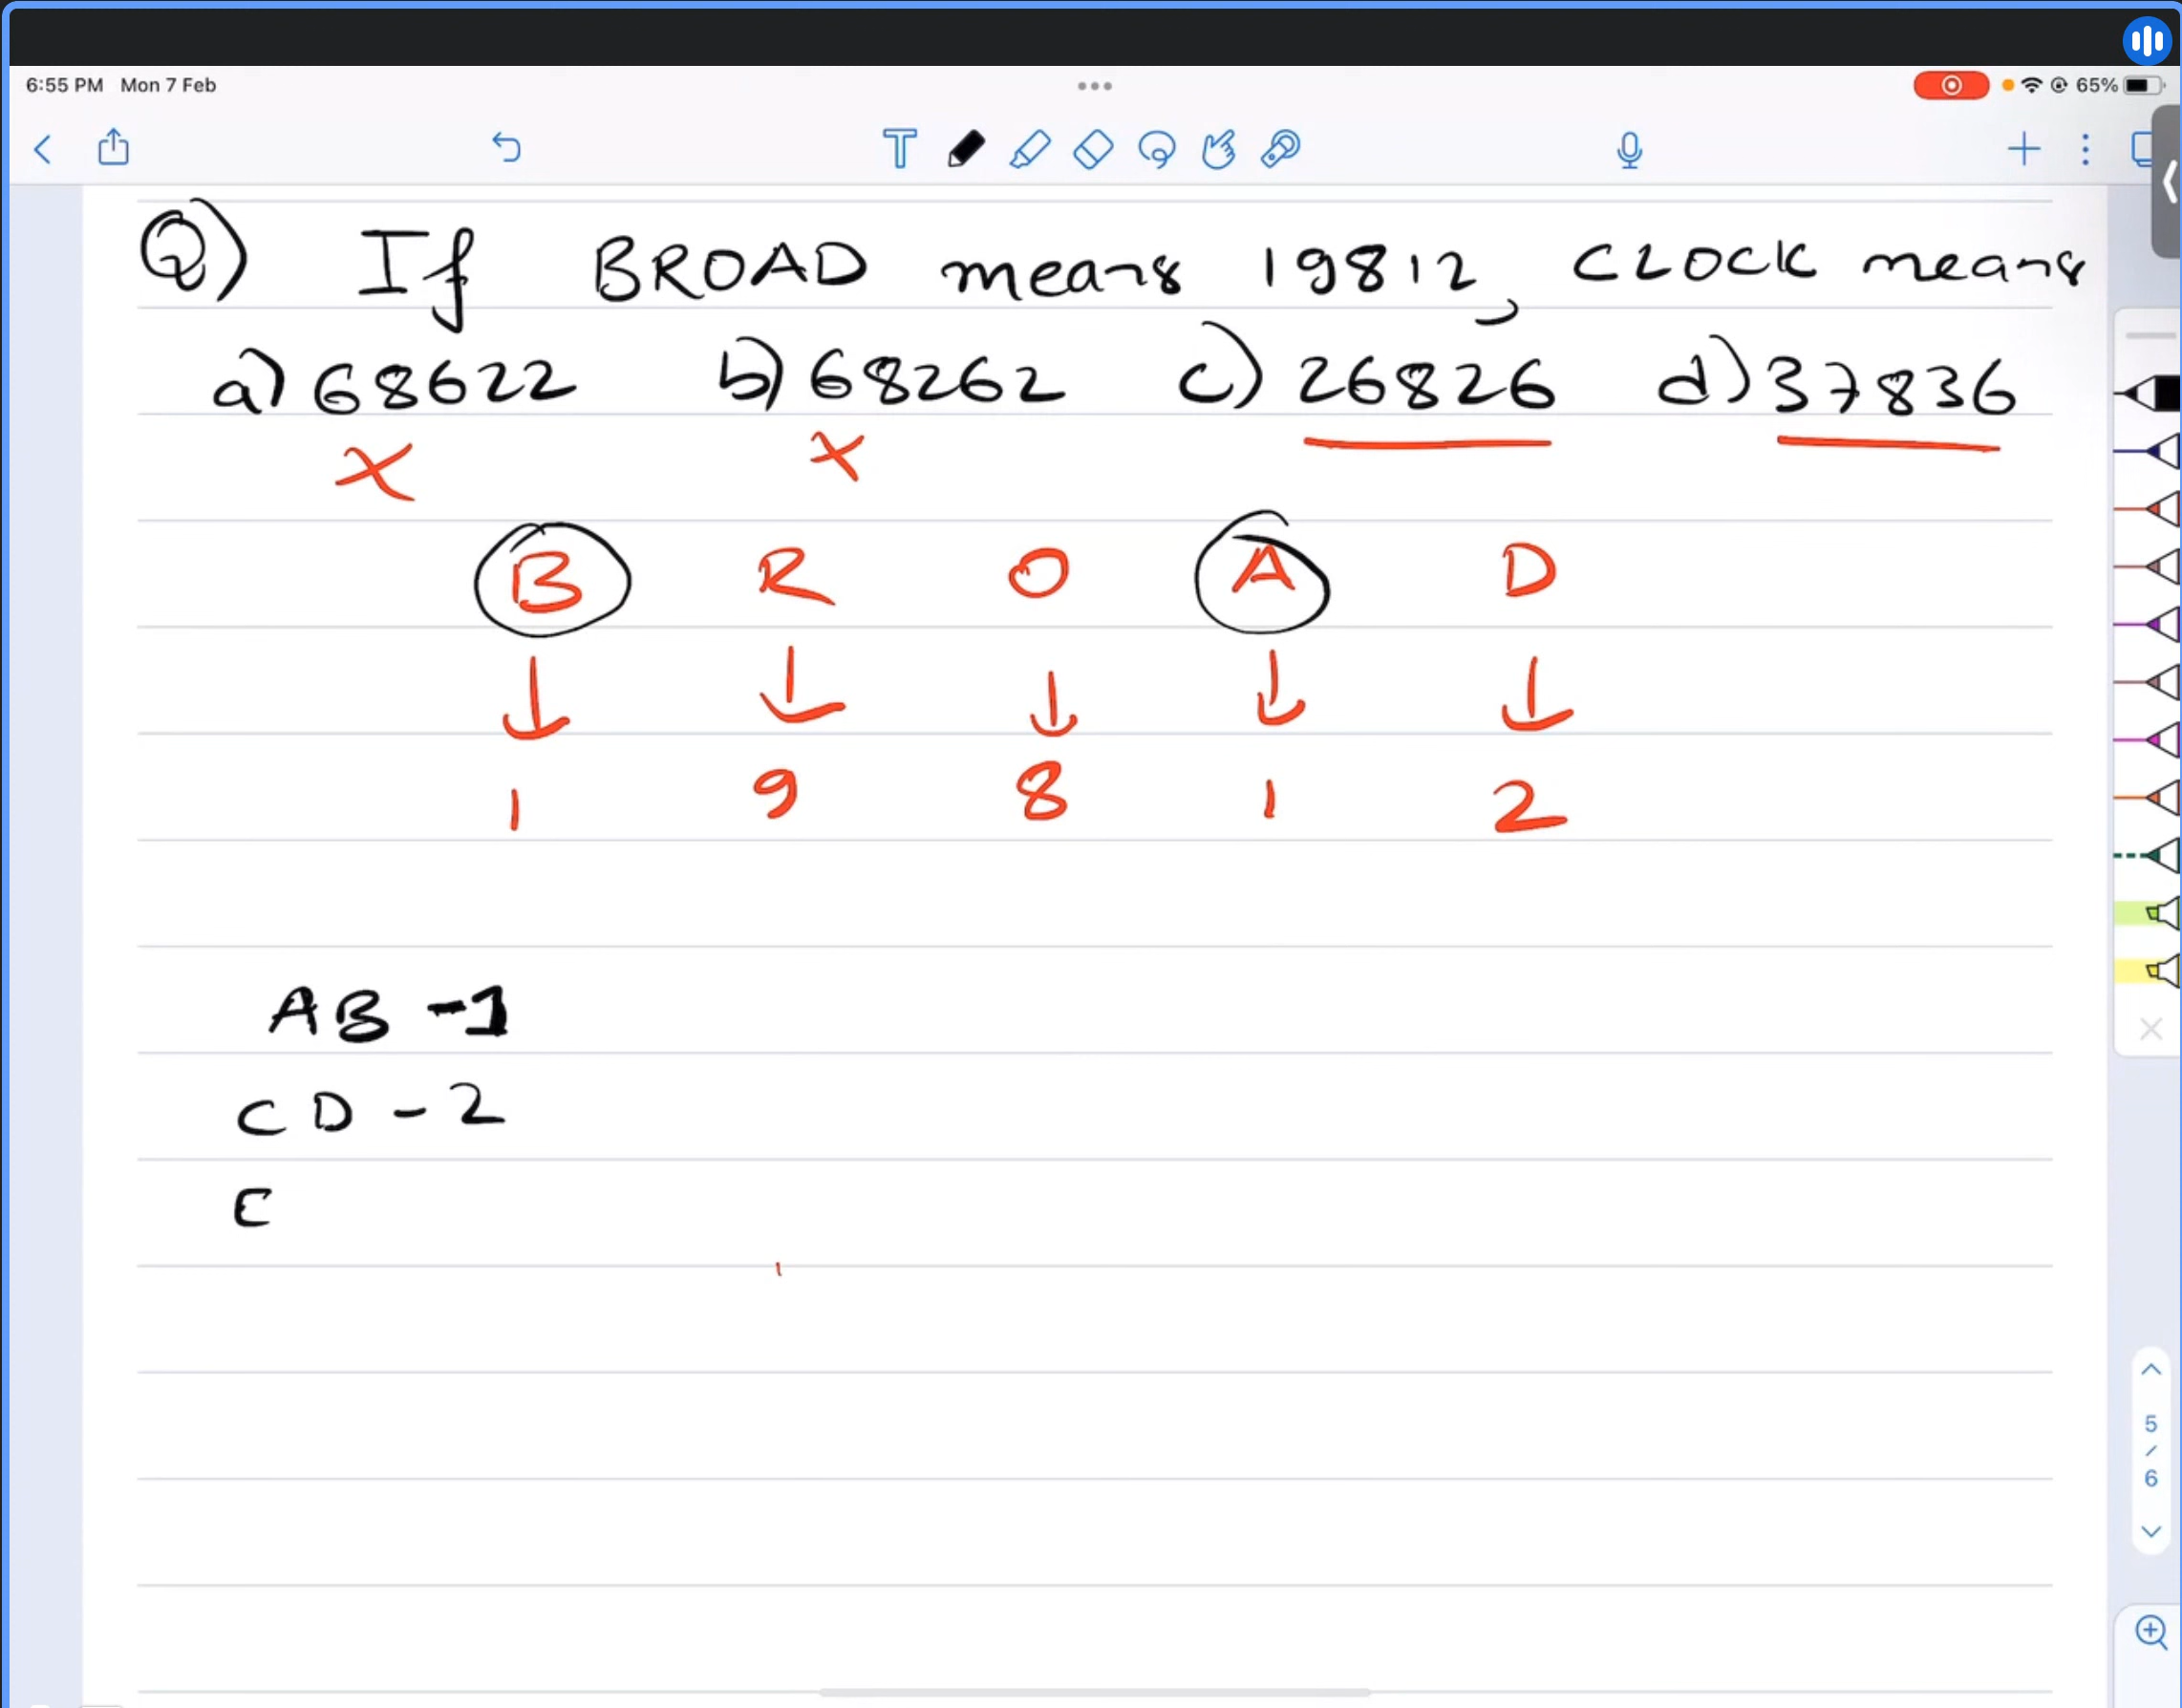 6:55 PM Mon 7 Feb
65%
T
Q) If BROAD means 19812, CLOCK means
a) 68622 b) 68262 c) 26826 d) 37836
x x
B R O A D
1 9 8 1 2
AB - 1
CD - 2
E
5
/
6